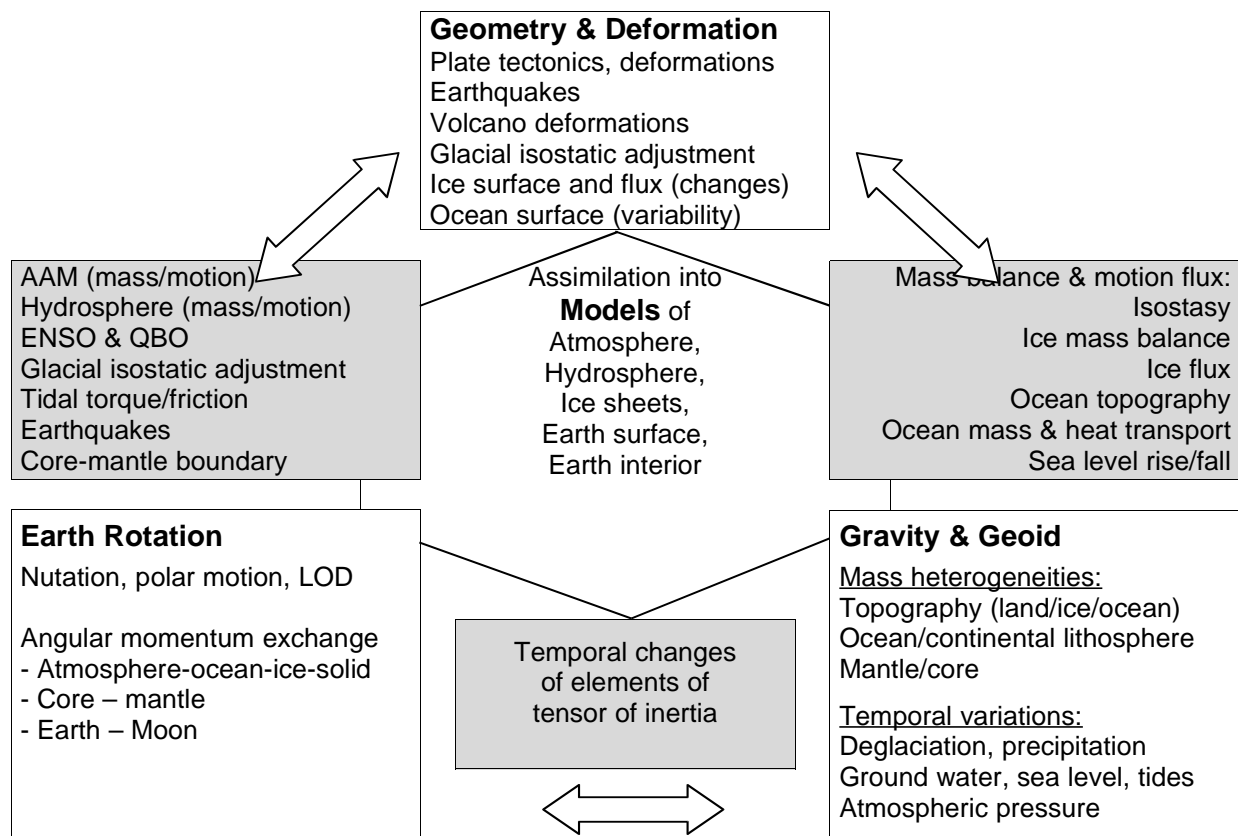 Geometry & Deformation
Plate tectonics, deformations
Earthquakes
Volcano deformations
Glacial isostatic adjustment
Ice surface and flux (changes)
Ocean surface (variability)
AAM (mass/motion)
Hydrosphere (mass/motion)
ENSO & QBO
Glacial isostatic adjustment
Tidal torque/friction
Earthquakes
Core-mantle boundary
Assimilation into
Models of
Atmosphere,
Hydrosphere,
Ice sheets,
Earth surface,
Earth interior
Mass balance & motion flux:
Isostasy
Ice mass balance
Ice flux
Ocean topography
Ocean mass & heat transport
Sea level rise/fall
Earth Rotation
Nutation, polar motion, LOD
Angular momentum exchange
- Atmosphere-ocean-ice-solid
- Core – mantle
- Earth – Moon
Temporal changes
of elements of
tensor of inertia
Gravity & Geoid
Mass heterogeneities:
Topography (land/ice/ocean)
Ocean/continental lithosphere
Mantle/core
Temporal variations:
Deglaciation, precipitation
Ground water, sea level, tides
Atmospheric pressure